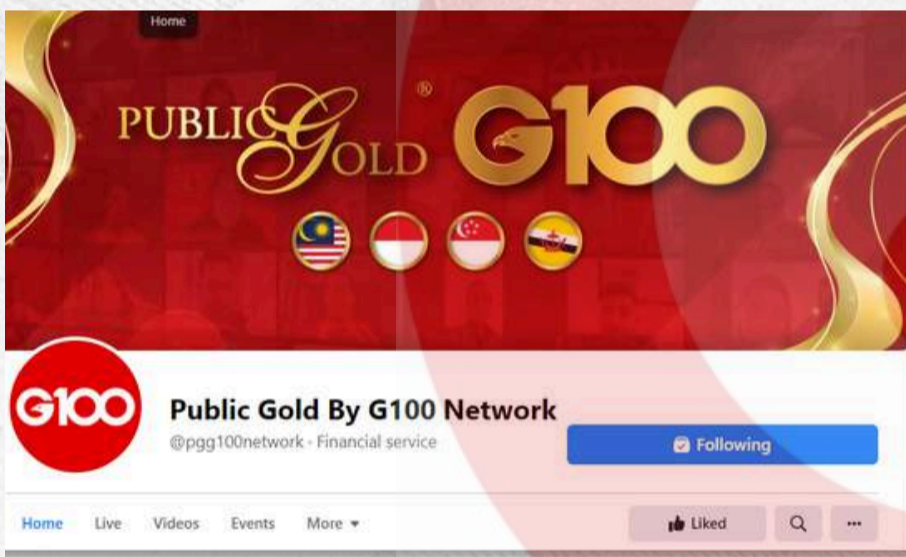 Home
PUBLIC GOLD ® G100
G100
Public Gold By G100 Network
@pgg100network · Financial service
Following
Home Live Videos Events More
Liked